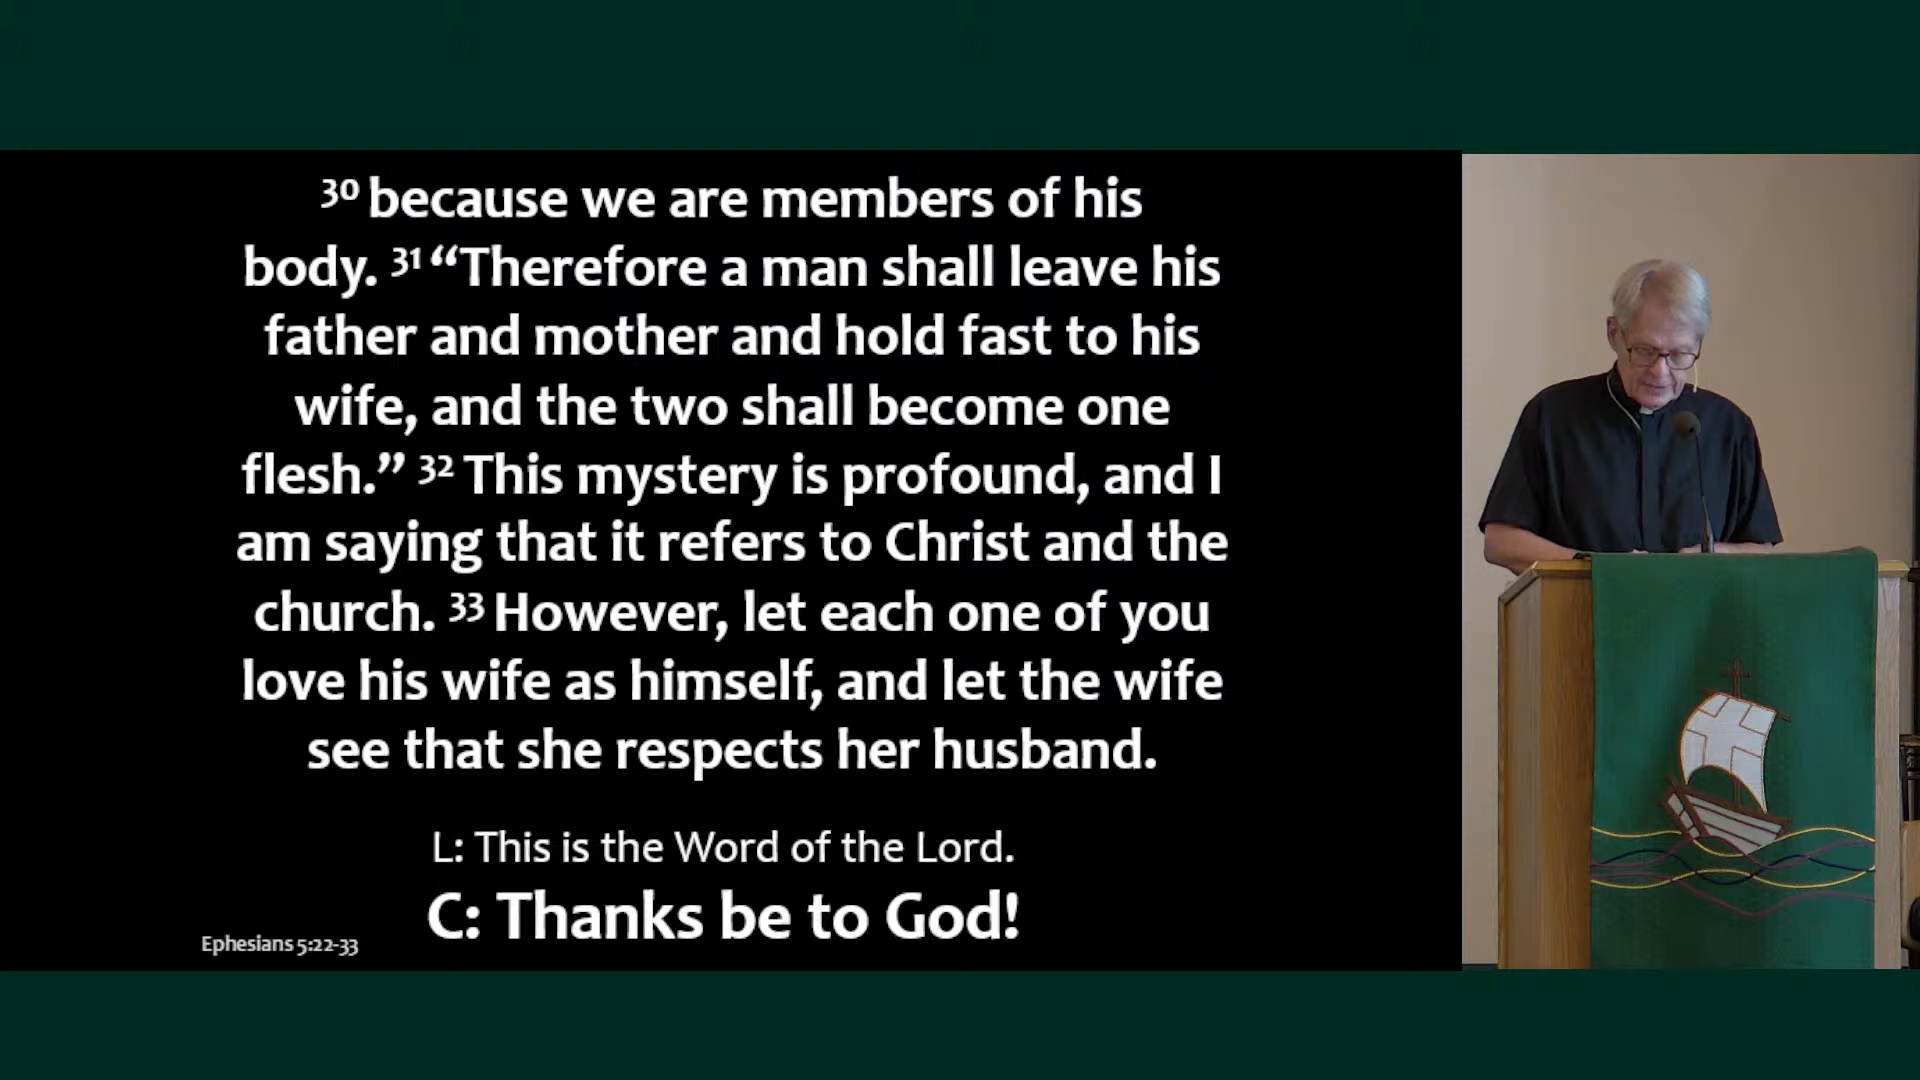 ³⁰ because we are members of his
body. ³¹ “Therefore a man shall leave his
father and mother and hold fast to his
wife, and the two shall become one
flesh.” ³² This mystery is profound, and I
am saying that it refers to Christ and the
church. ³³ However, let each one of you
love his wife as himself, and let the wife
see that she respects her husband.
L: This is the Word of the Lord.
C: Thanks be to God!
Ephesians 5:22-33